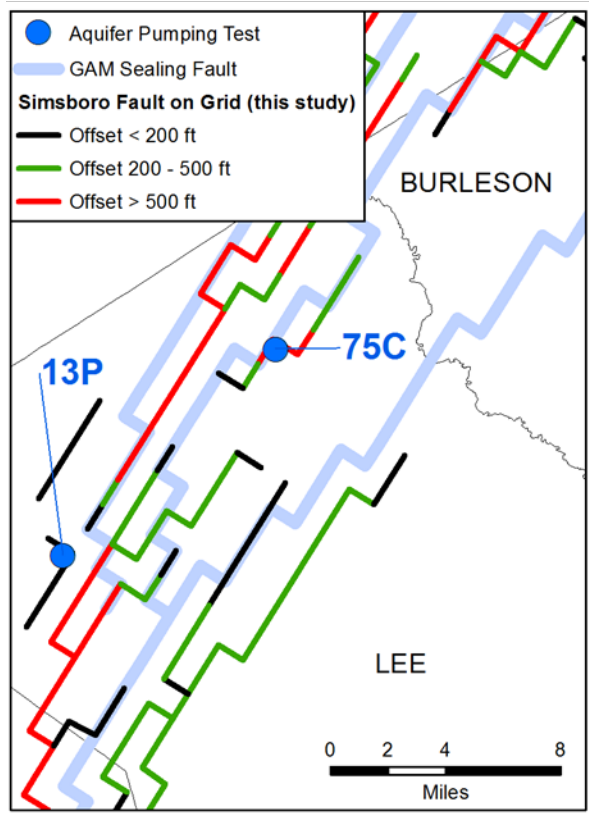 Aquifer Pumping Test
GAM Sealing Fault
Simsboro Fault on Grid (this study)
Offset < 200 ft
Offset 200 - 500 ft
Offset > 500 ft
BURLESON
75C
13P
LEE
0 2 4 8
Miles